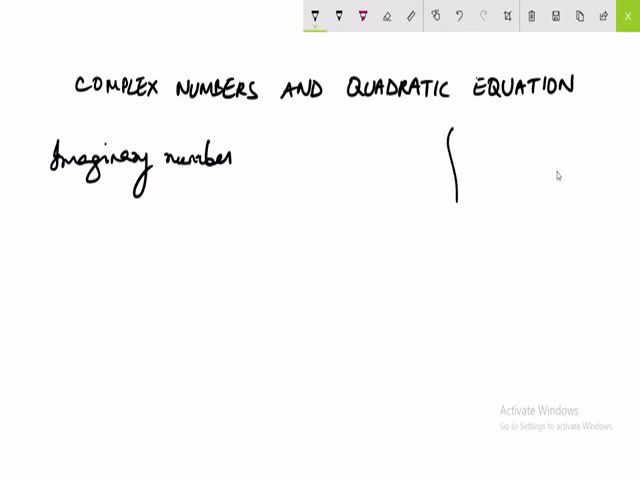 COMPLEX NUMBERS AND QUADRATIC EQUATION
Imaginary number
Activate Windows
Go to Settings to activate Windows.